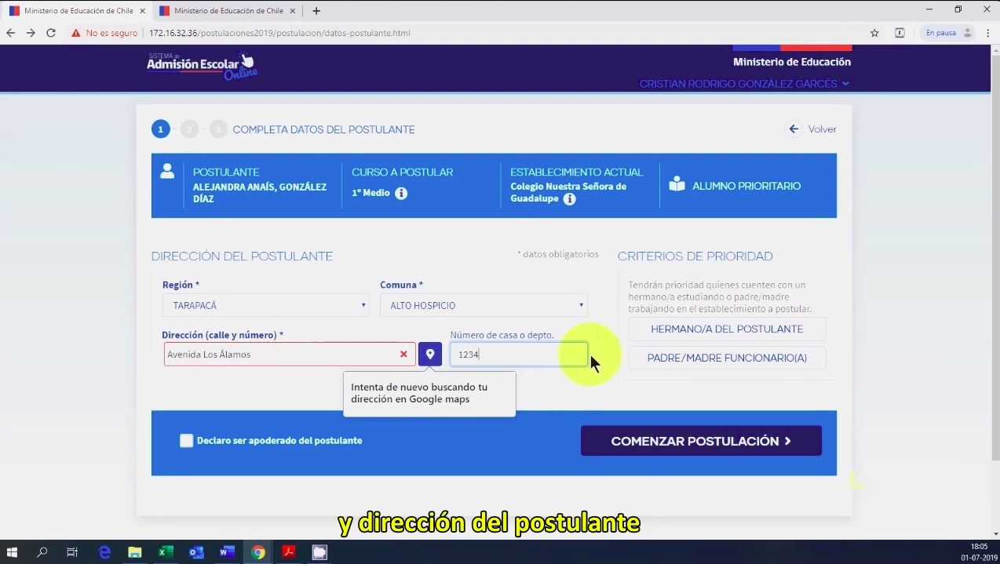 Ministerio de Educación de Chile
Ministerio de Educación de Chile
No es seguro
172.16.32.36/postulaciones2019/postulacion/datos-postulante.html
En pausa
SISTEMA de
Admisión Escolar
Online
Ministerio de Educación
CRISTIAN RODRIGO GONZÁLEZ GARCÉS
1 2 3 COMPLETA DATOS DEL POSTULANTE
Volver
POSTULANTE
ALEJANDRA ANAÍS, GONZÁLEZ
DÍAZ
CURSO A POSTULAR
1º Medio
ESTABLECIMIENTO ACTUAL
Colegio Nuestra Señora de
Guadalupe
ALUMNO PRIORITARIO
DIRECCIÓN DEL POSTULANTE
* datos obligatorios
Región *
TARAPACÁ
Comuna *
ALTO HOSPICIO
Dirección (calle y número) *
Avenida Los Álamos
Número de casa o depto.
1234
Intenta de nuevo buscando tu
dirección en Google maps
CRITERIOS DE PRIORIDAD
Tendrán prioridad quienes cuenten con un
hermano/a estudiando o padre/madre
trabajando en el establecimiento a postular.
HERMANO/A DEL POSTULANTE
PADRE/MADRE FUNCIONARIO(A)
Declaro ser apoderado del postulante
COMENZAR POSTULACIÓN
y dirección del postulante
18:05
01-07-2019